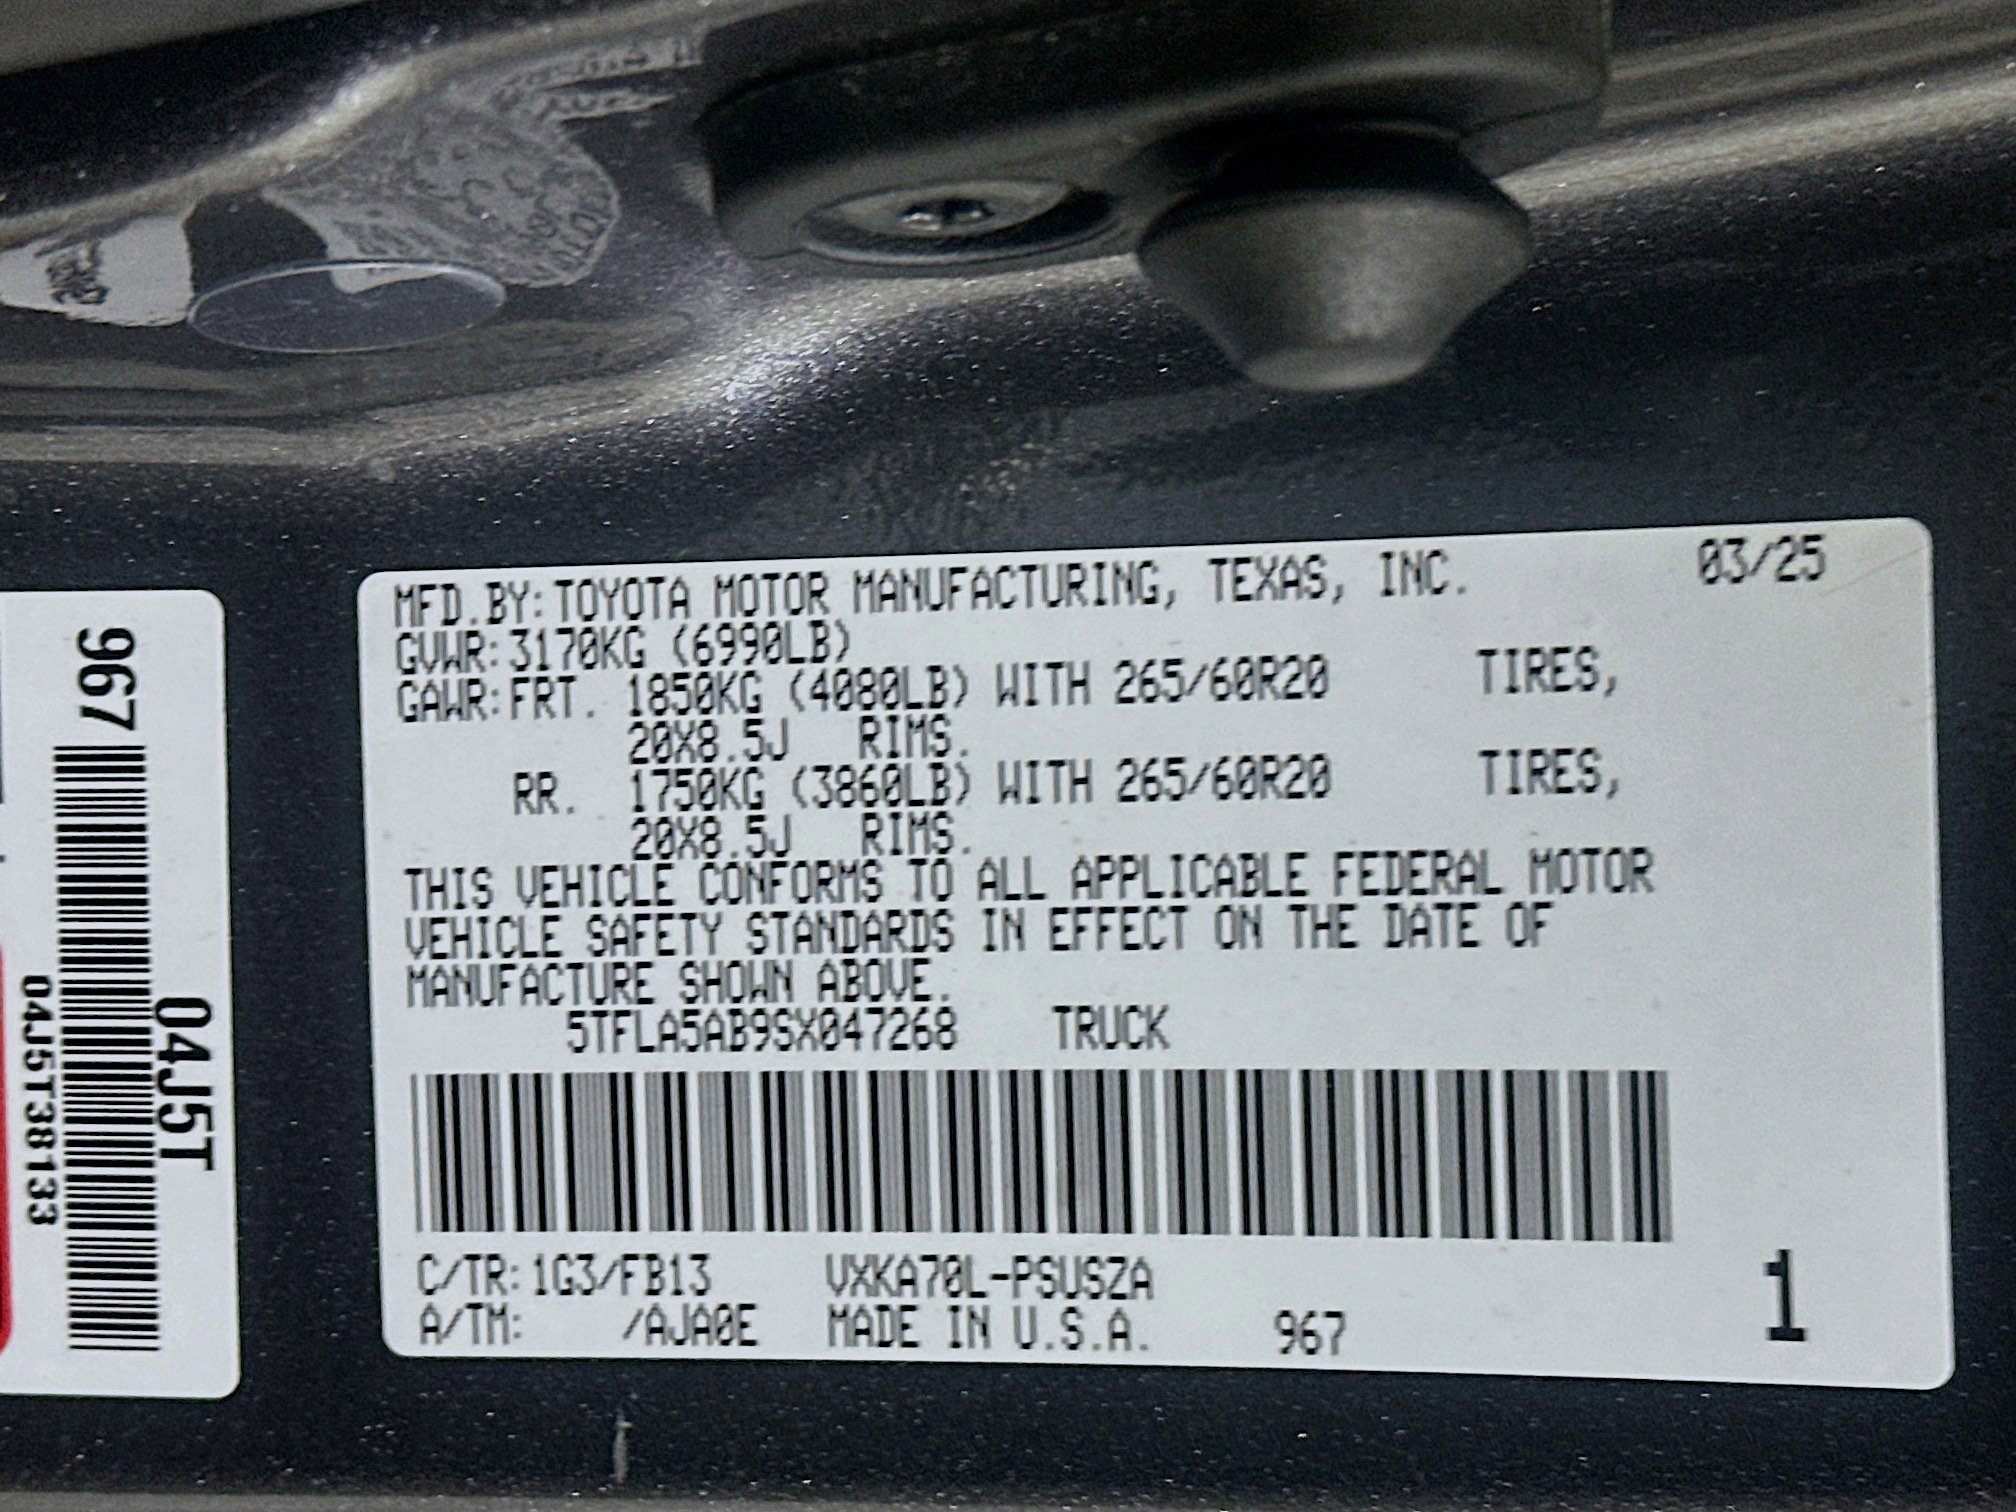 967
04J5T
04J5T38133
MFD.BY:TOYOTA MOTOR MANUFACTURING, TEXAS, INC. 03/25
GVWR:3170KG (6990LB)
GAWR:FRT. 1850KG (4080LB) WITH 265/60R20 TIRES,
20X8.5J RIMS.
RR. 1750KG (3860LB) WITH 265/60R20 TIRES,
20X8.5J RIMS.
THIS VEHICLE CONFORMS TO ALL APPLICABLE FEDERAL MOTOR
VEHICLE SAFETY STANDARDS IN EFFECT ON THE DATE OF
MANUFACTURE SHOWN ABOVE.
5TFLA5AB9SX047268 TRUCK
C/TR:1G3/FB13 VXKA70L-PSUSZA
A/TM: /AJA0E MADE IN U.S.A. 967 1